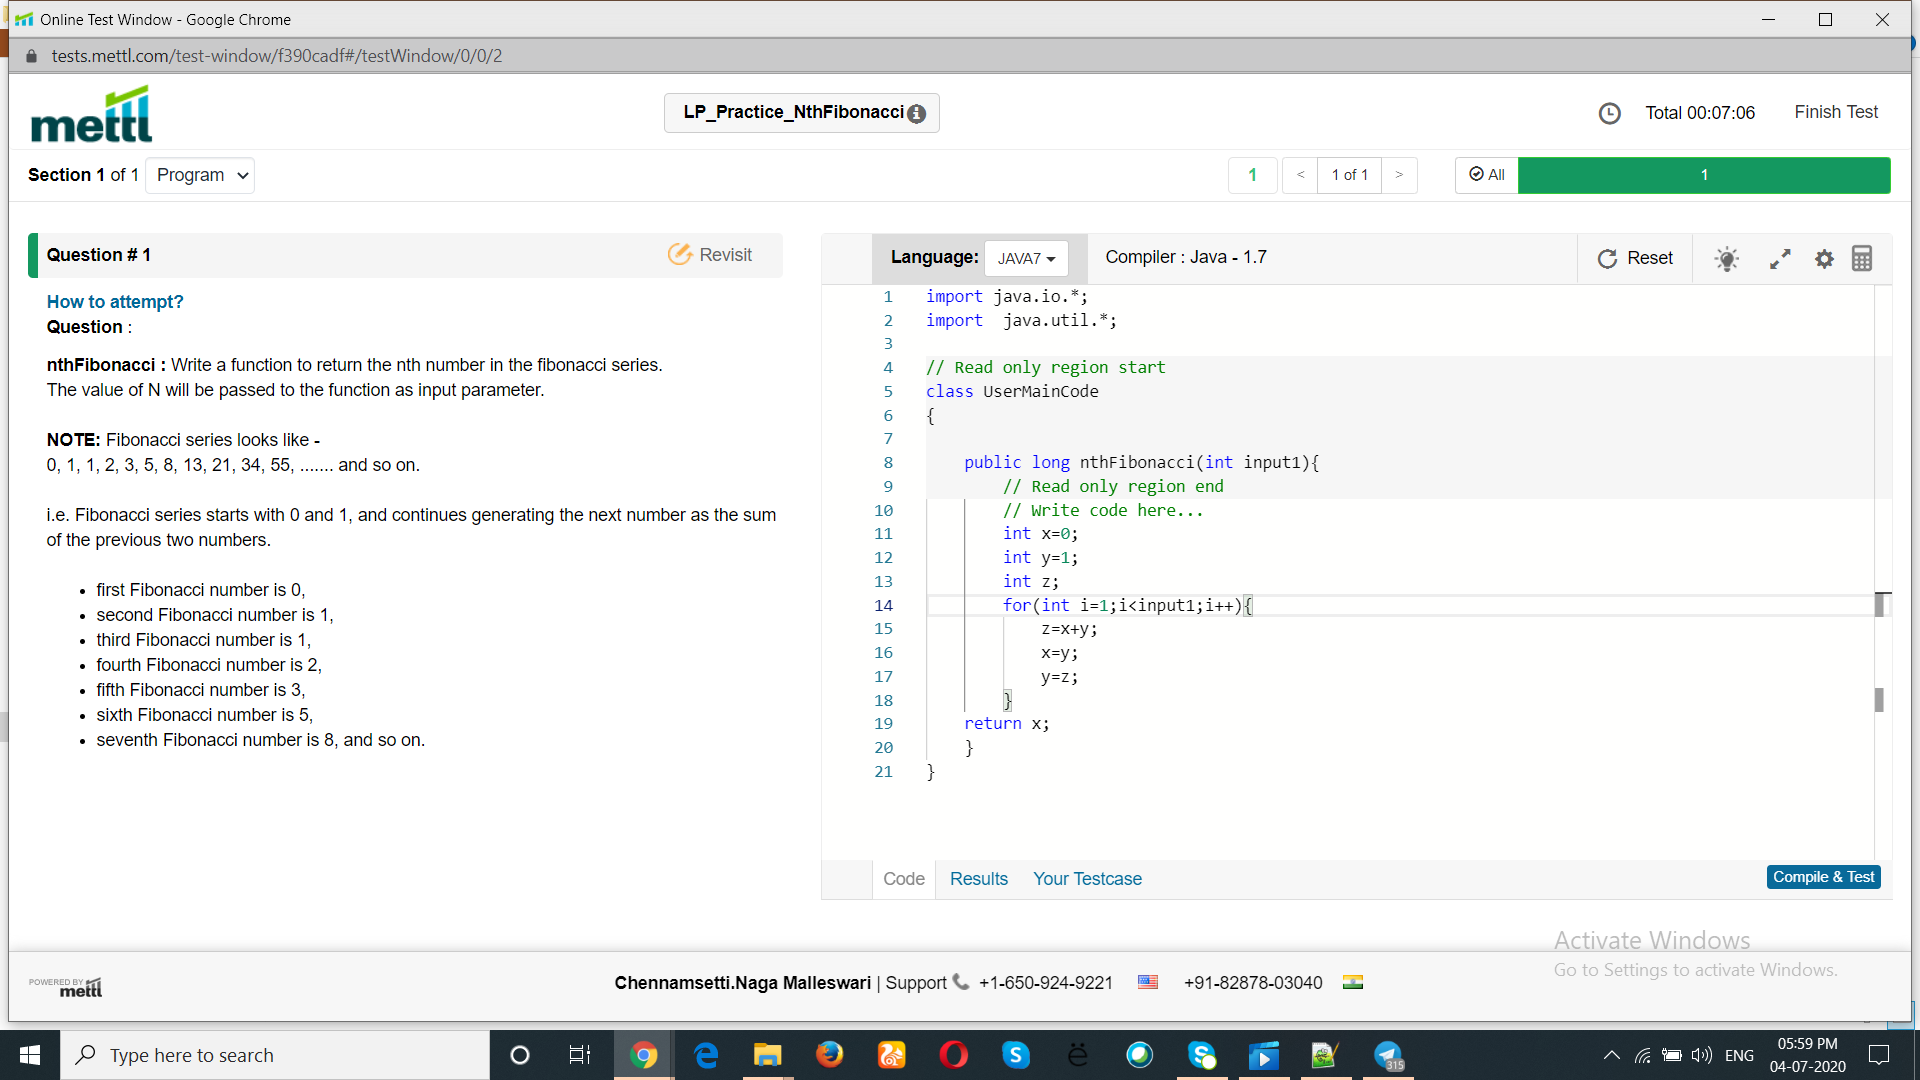 Online Test Window - Google Chrome
tests.mettl.com/test-window/f390cadf#/testWindow/0/0/2
mettl
LP_Practice_NthFibonacci
Total 00:07:06
Finish Test
Section 1 of 1
Program
1
<
1 of 1
>
All
1
Question # 1
Revisit
How to attempt?
Question :
nthFibonacci : Write a function to return the nth number in the fibonacci series.
The value of N will be passed to the function as input parameter.
NOTE: Fibonacci series looks like -
0, 1, 1, 2, 3, 5, 8, 13, 21, 34, 55, ....... and so on.
i.e. Fibonacci series starts with 0 and 1, and continues generating the next number as the sum
of the previous two numbers.
• first Fibonacci number is 0,
• second Fibonacci number is 1,
• third Fibonacci number is 1,
• fourth Fibonacci number is 2,
• fifth Fibonacci number is 3,
• sixth Fibonacci number is 5,
• seventh Fibonacci number is 8, and so on.
Language: JAVA7
Compiler : Java - 1.7
Reset
1 import java.io.*;
2 import  java.util.*;
3
4 // Read only region start
5 class UserMainCode
6 {
7
8     public long nthFibonacci(int input1){
9         // Read only region end
10         // Write code here...
11         int x=0;
12         int y=1;
13         int z;
14         for(int i=1;i<input1;i++){
15             z=x+y;
16             x=y;
17             y=z;
18         }
19     return x;
20     }
21 }
Code
Results
Your Testcase
Compile & Test
Activate Windows
Go to Settings to activate Windows.
POWERED BY mettl
Chennamsetti.Naga Malleswari | Support +1-650-924-9221 +91-82878-03040
Type here to search
315
ENG
05:59 PM
04-07-2020